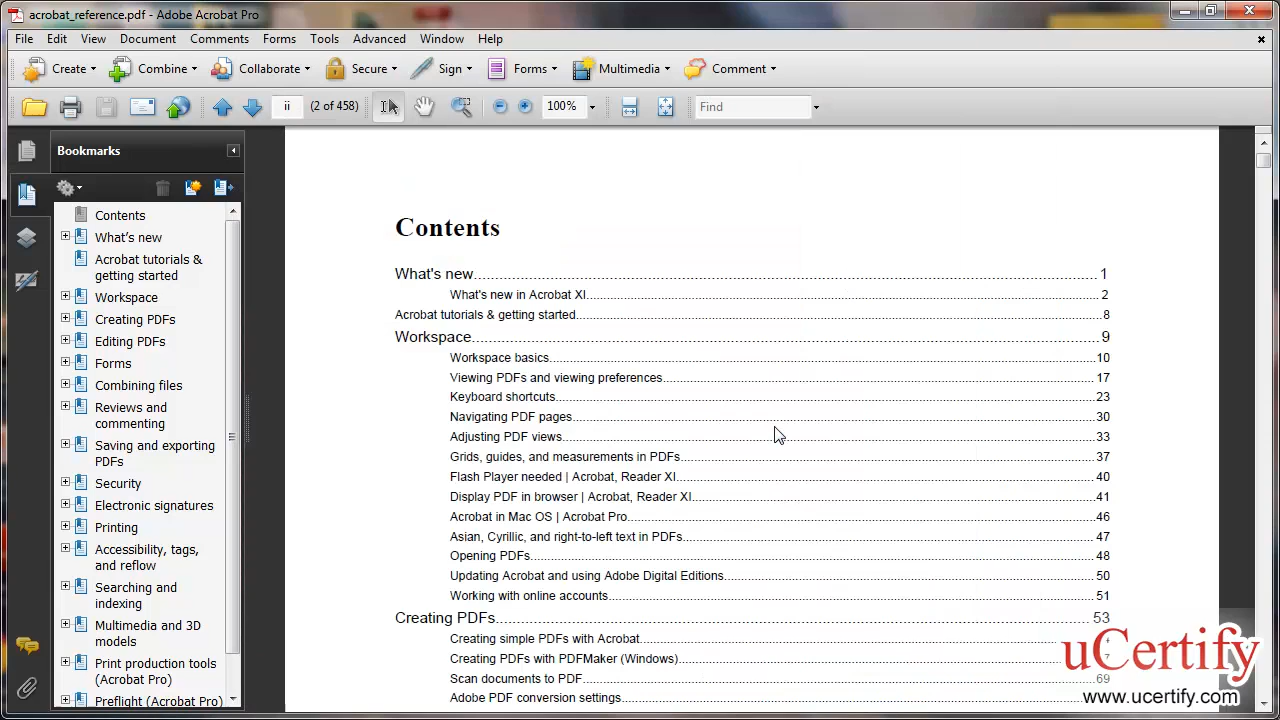 acrobat_reference.pdf - Adobe Acrobat Pro
File Edit View Document Comments Forms Tools Advanced Window Help
Create Combine Collaborate Secure Sign Forms Multimedia Comment
ii (2 of 458) 100% Find
Bookmarks
Contents
What's new
Acrobat tutorials &
getting started
Workspace
Creating PDFs
Editing PDFs
Forms
Combining files
Reviews and
commenting
Saving and exporting
PDFs
Security
Electronic signatures
Printing
Accessibility, tags,
and reflow
Searching and
indexing
Multimedia and 3D
models
Print production tools
(Acrobat Pro)
Preflight (Acrobat Pro)
Contents
What's new 1
What's new in Acrobat XI 2
Acrobat tutorials & getting started 8
Workspace 9
Workspace basics 10
Viewing PDFs and viewing preferences 17
Keyboard shortcuts 23
Navigating PDF pages 30
Adjusting PDF views 33
Grids, guides, and measurements in PDFs 37
Flash Player needed | Acrobat, Reader XI 40
Display PDF in browser | Acrobat, Reader XI 41
Acrobat in Mac OS | Acrobat Pro 46
Asian, Cyrillic, and right-to-left text in PDFs 47
Opening PDFs 48
Updating Acrobat and using Adobe Digital Editions 50
Working with online accounts 51
Creating PDFs 53
Creating simple PDFs with Acrobat
Creating PDFs with PDFMaker (Windows)
Scan documents to PDF 69
Adobe PDF conversion settings
uCertify
www.ucertify.com